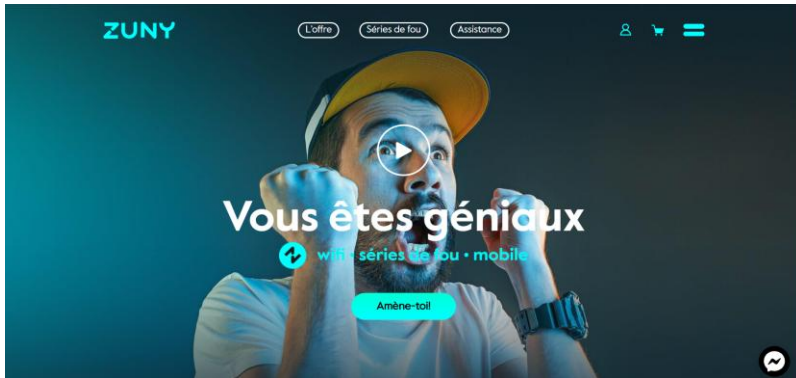 ZUNY
L'offre
Séries de fou
Assistance
Vous êtes géniaux
wifi • séries de fou • mobile
Amène-toi!